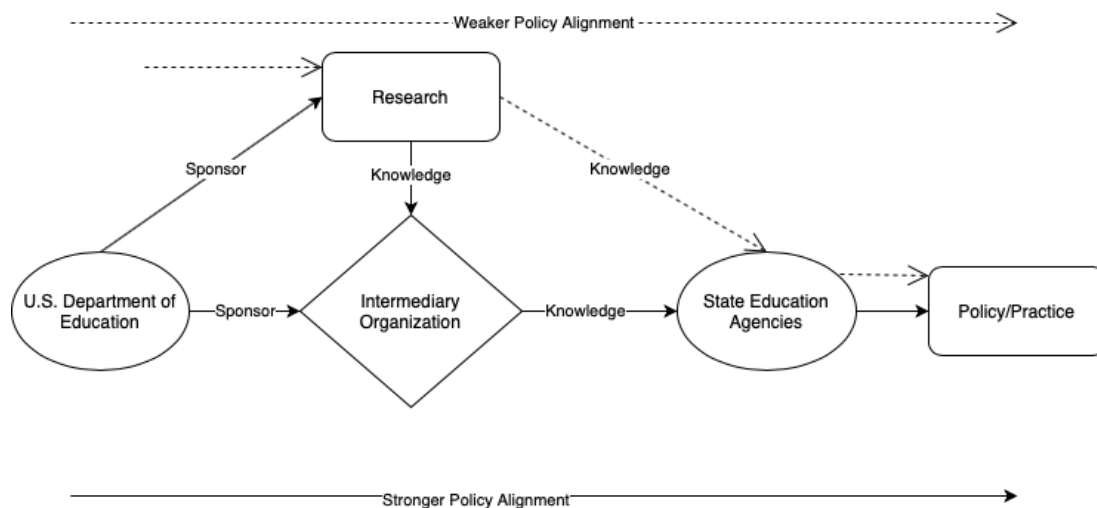 Weaker Policy Alignment
Research
Sponsor
Knowledge
Knowledge
U.S. Department of
Education
Sponsor
Intermediary
Organization
Knowledge
State Education
Agencies
Policy/Practice
Stronger Policy Alignment